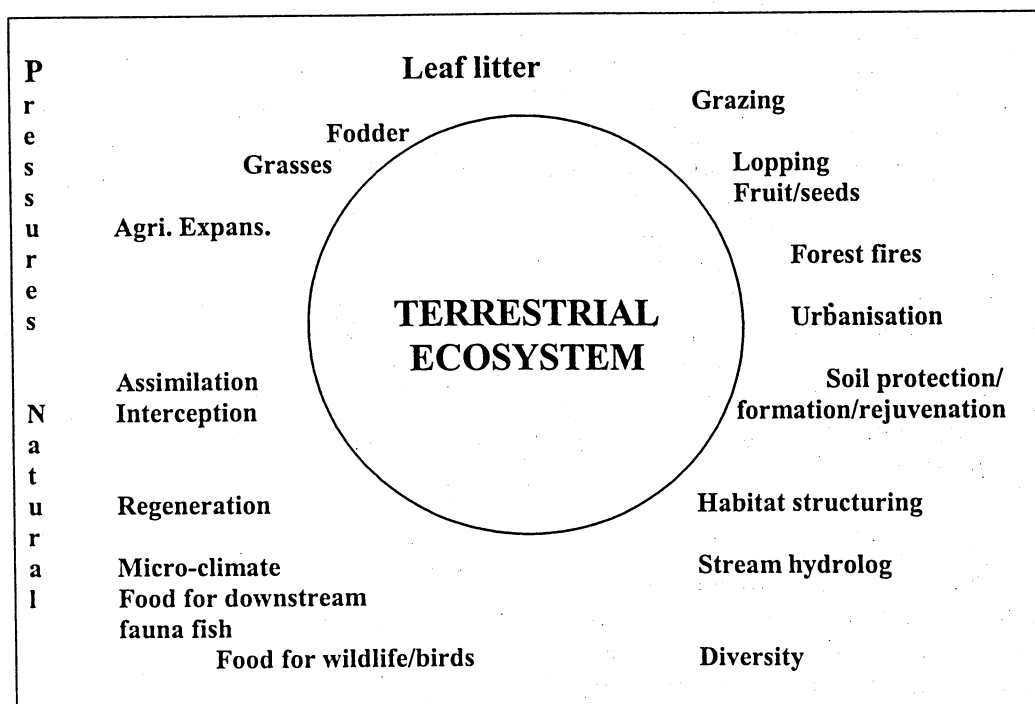 Pressures
Natural
Leaf litter
Grazing
Fodder
Grasses
Lopping
Fruit/seeds
Agri. Expans.
Forest fires
TERRESTRIAL
ECOSYSTEM
Urbanisation
Assimilation
Interception
Soil protection/
formation/rejuvenation
Regeneration
Habitat structuring
Micro-climate
Stream hydrolog
Food for downstream
fauna fish
Food for wildlife/birds
Diversity